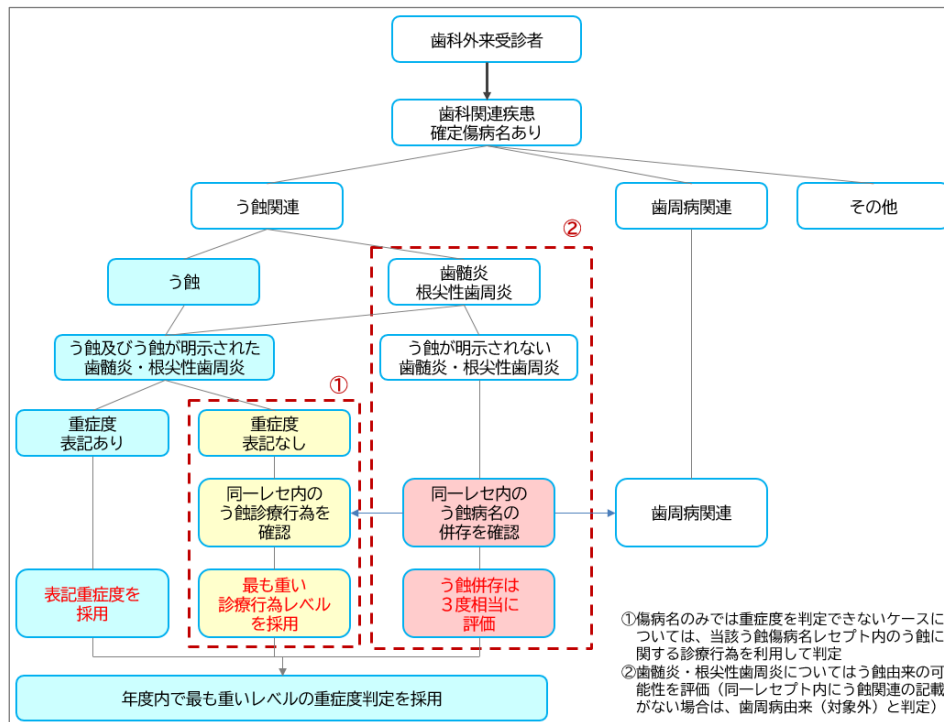 歯科外来受診者
歯科関連疾患
確定傷病名あり
う蝕関連
歯周病関連
その他
②
う蝕
歯髄炎
根尖性歯周炎
う蝕及びう蝕が明示された
歯髄炎・根尖性歯周炎
う蝕が明示されない
歯髄炎・根尖性歯周炎
①
重症度
表記あり
重症度
表記なし
同一レセ内の
う蝕診療行為を
確認
同一レセ内の
う蝕病名の
併存を確認
歯周病関連
表記重症度を
採用
最も重い
診療行為レベル
を採用
う蝕併存は
３度相当に
評価
年度内で最も重いレベルの重症度判定を採用
①傷病名のみでは重症度を判定できないケースに
ついては、当該う蝕傷病名レセプト内のう蝕に
関する診療行為を利用して判定
②歯髄炎・根尖性歯周炎についてはう蝕由来の可
能性を評価（同一レセプト内にう蝕関連の記載
がない場合は、歯周病由来（対象外）と判定）